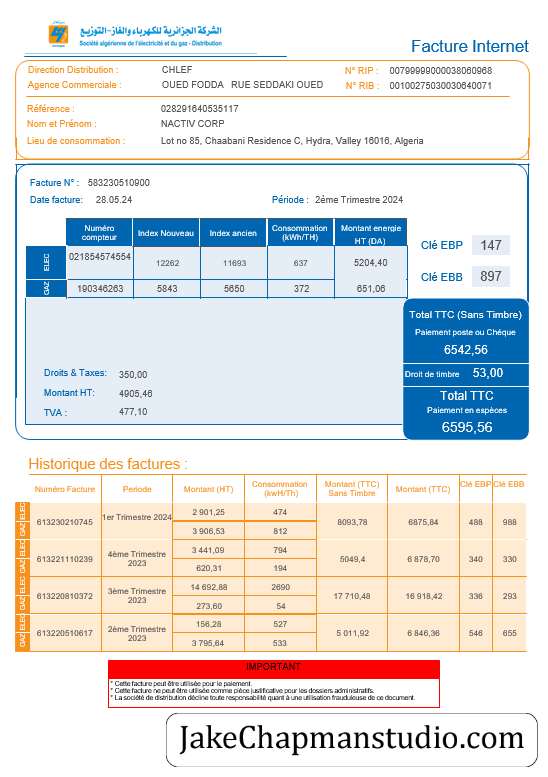 الشركة الجزائرية للكهرباء والغاز-التوزيع
Société algérienne de l'électricité et du gaz - Distribution
Facture Internet
Direction Distribution : CHLEF N° RIP : 00799999000038060968
Agence Commerciale : OUED FODDA RUE SEDDAKI OUED N° RIB : 00100275030030640071
Référence : 028291640535117
Nom et Prénom : NACTIV CORP
Lieu de consommation : Lot no 85, Chaabani Residence C, Hydra, Valley 16016, Algeria
Facture N° : 583230510900
Date facture: 28.05.24 Période : 2ème Trimestre 2024
Numéro compteur Index Nouveau Index ancien Consommation (kWh/TH) Montant energie HT (DA)
ELEC 021854574554 12262 11693 637 5204,40
GAZ 190346263 5843 5650 372 651,06
Clé EBP 147
Clé EBB 897
Total TTC (Sans Timbre)
Paiement poste ou Chéque
6542,56
Droit de timbre 53,00
Total TTC
Paiement en espèces
6595,56
Droits & Taxes: 350,00
Montant HT: 4905,46
TVA : 477,10
Historique des factures :
Numéro Facture Periode Montant (HT) Consommation (kwH/Th) Montant (TTC) Sans Timbre Montant (TTC) Clé EBP Clé EBB
GAZ ELEC 613230210745 1er Trimestre 2024 2 901,25 474 8093,78 6875,84 488 988
3 906,53 812
GAZ ELEC 613221110239 4ème Trimestre 2023 3 441,09 794 5049,4 6 878,70 340 330
620,31 194
GAZ ELEC 613220810372 3ème Trimestre 2023 14 692,88 2690 17 710,48 16 918,42 336 293
273,60 54
GAZ ELEC 613220510617 2ème Trimestre 2023 156,28 527 5 011,92 6 846,36 546 655
3 795,64 533
IMPORTANT
* Cette facture peut être utilisée pour le paiement.
* Cette facture ne peut être utilisée comme pièce justificative pour les dossiers administratifs.
* La société de distribution décline toute responsabilité quant à une utilisation frauduleuse de ce document.
JakeChapmanstudio.com